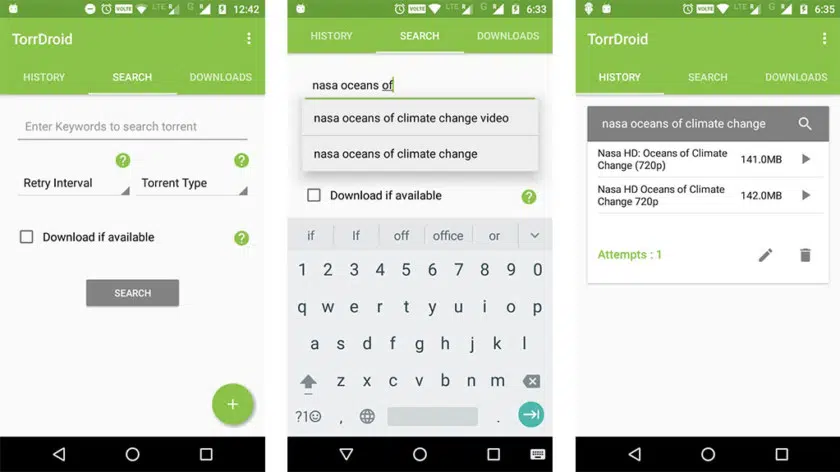 12:42
TorrDroid
HISTORY SEARCH DOWNLOADS
Enter Keywords to search torrent
? ?
Retry Interval Torrent Type
Download if available ?
SEARCH
+
VOLTE LTE R G R 6:33
HISTORY SEARCH DOWNLOADS
nasa oceans of
nasa oceans of climate change video
nasa oceans of climate change
Download if available ?
if If off office or
1 2 3 4 5 6 7 8 9 0
q w e r t y u i o p
a s d f g h j k l
z x c v b n m
?1☺ , .
VOLTE LTE R G R 6:35
TorrDroid
HISTORY SEARCH DOWNLOADS
nasa oceans of climate change
Nasa HD: Oceans of Climate
Change (720p) 141.0MB
Nasa HD Oceans of Climate
Change 720p 142.0MB
Attempts : 1